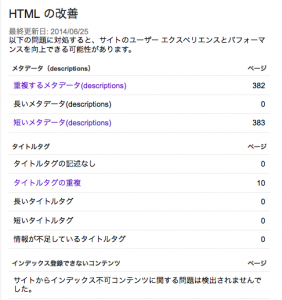 HTML の改善
最終更新日: 2014/06/25
以下の問題に対処すると、サイトのユーザー エクスペリエンスとパフォーマ
ンスを向上できる可能性があります。
メタデータ（descriptions） ページ
重複するメタデータ(descriptions) 382
長いメタデータ(descriptions) 0
短いメタデータ(descriptions) 383
タイトルタグ ページ
タイトルタグの記述なし 0
タイトルタグの重複 10
長いタイトルタグ 0
短いタイトルタグ 0
情報が不足しているタイトルタグ 0
インデックス登録できないコンテンツ ページ
サイトからインデックス不可コンテンツに関する問題は検出されませんで
した。